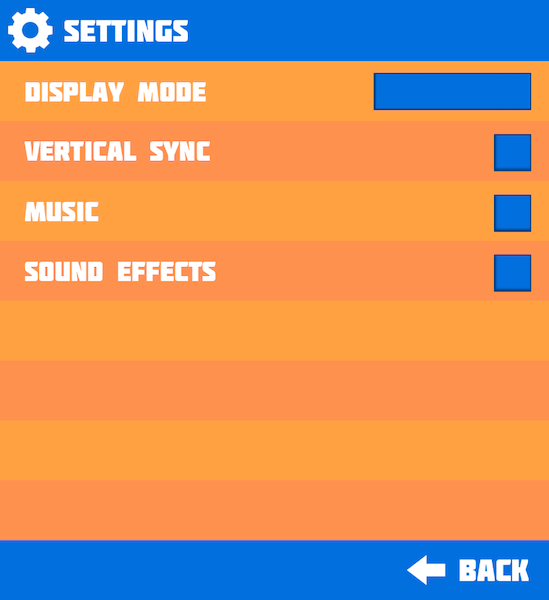 SETTINGS
DISPLAY MODE
VERTICAL SYNC
MUSIC
SOUND EFFECTS
BACK